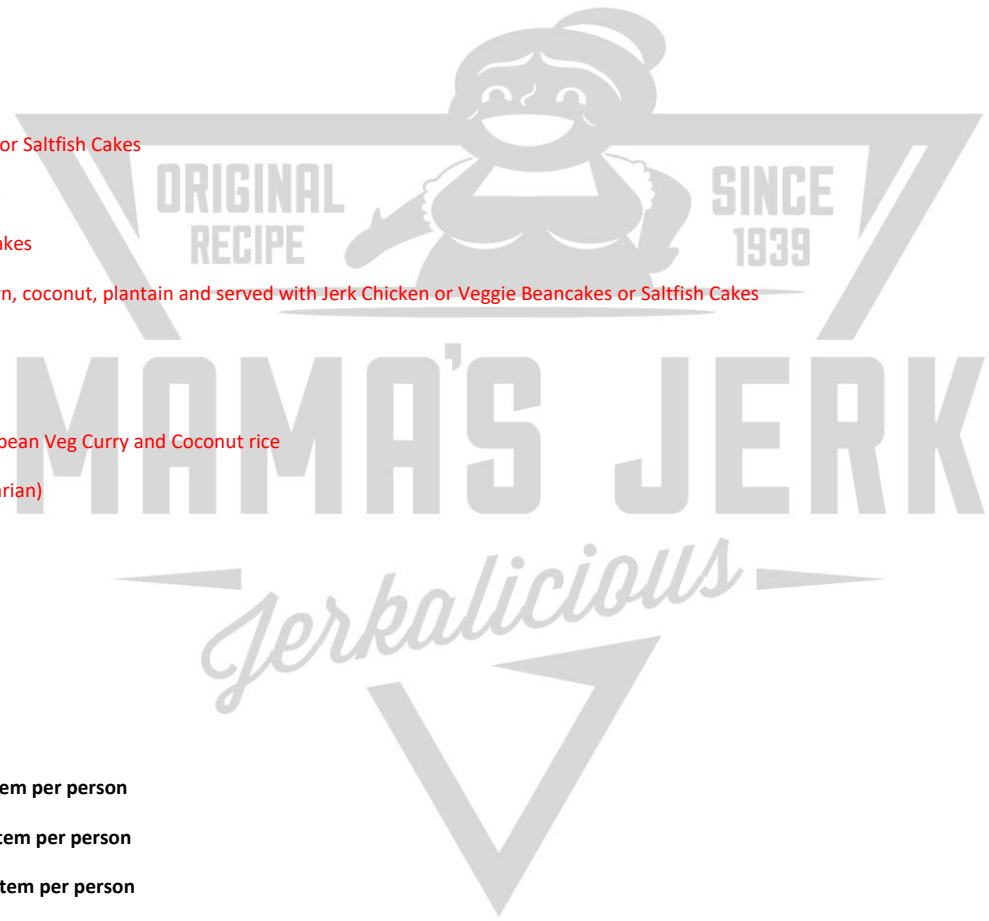 or Saltfish Cakes
ORIGINAL
RECIPE
SINCE
1939
akes
n, coconut, plantain and served with Jerk Chicken or Veggie Beancakes or Saltfish Cakes
MAMA'S JERK
bean Veg Curry and Coconut rice
arian)
Jerkalicious
em per person
tem per person
tem per person